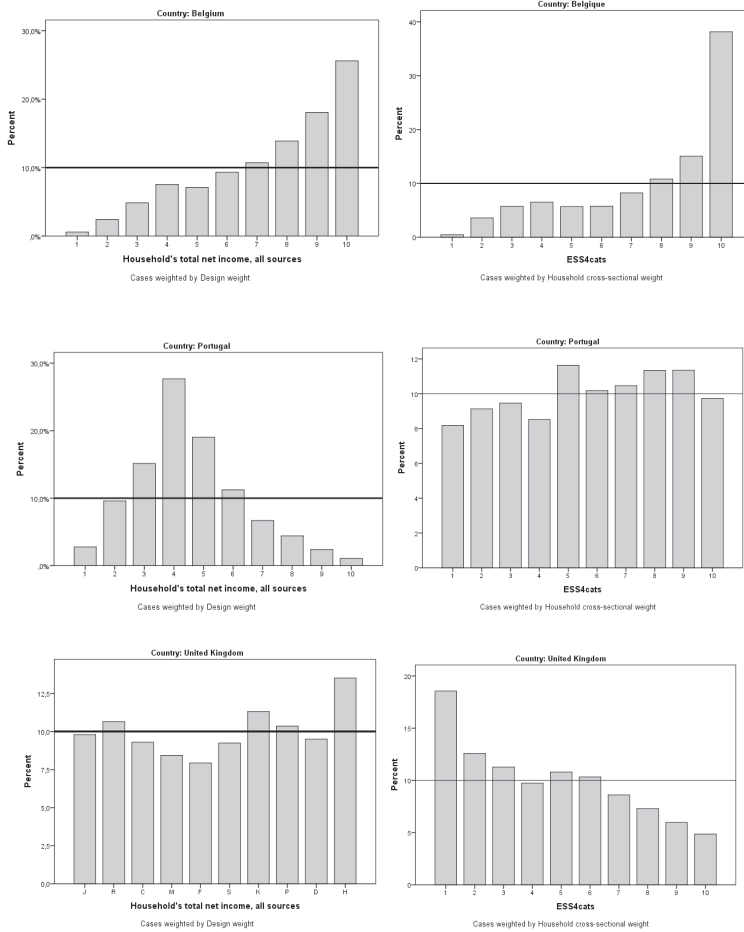 Country: Belgium
30,0%
20,0%
10,0%
,0%
Percent
1 2 3 4 5 6 7 8 9 10
Household's total net income, all sources
Cases weighted by Design weight
Country: Belgique
40
30
20
10
0
Percent
1 2 3 4 5 6 7 8 9 10
ESS4cats
Cases weighted by Household cross-sectional weight
Country: Portugal
30,0%
20,0%
10,0%
,0%
Percent
1 2 3 4 5 6 7 8 9 10
Household's total net income, all sources
Cases weighted by Design weight
Country: Portugal
12
10
8
6
4
2
0
Percent
1 2 3 4 5 6 7 8 9 10
ESS4cats
Cases weighted by Household cross-sectional weight
Country: United Kingdom
12,5
10,0
7,5
5,0
2,5
0,0
Percent
J R C M F S K P D H
Household's total net income, all sources
Cases weighted by Design weight
Country: United Kingdom
20
15
10
5
0
Percent
1 2 3 4 5 6 7 8 9 10
ESS4cats
Cases weighted by Household cross-sectional weight